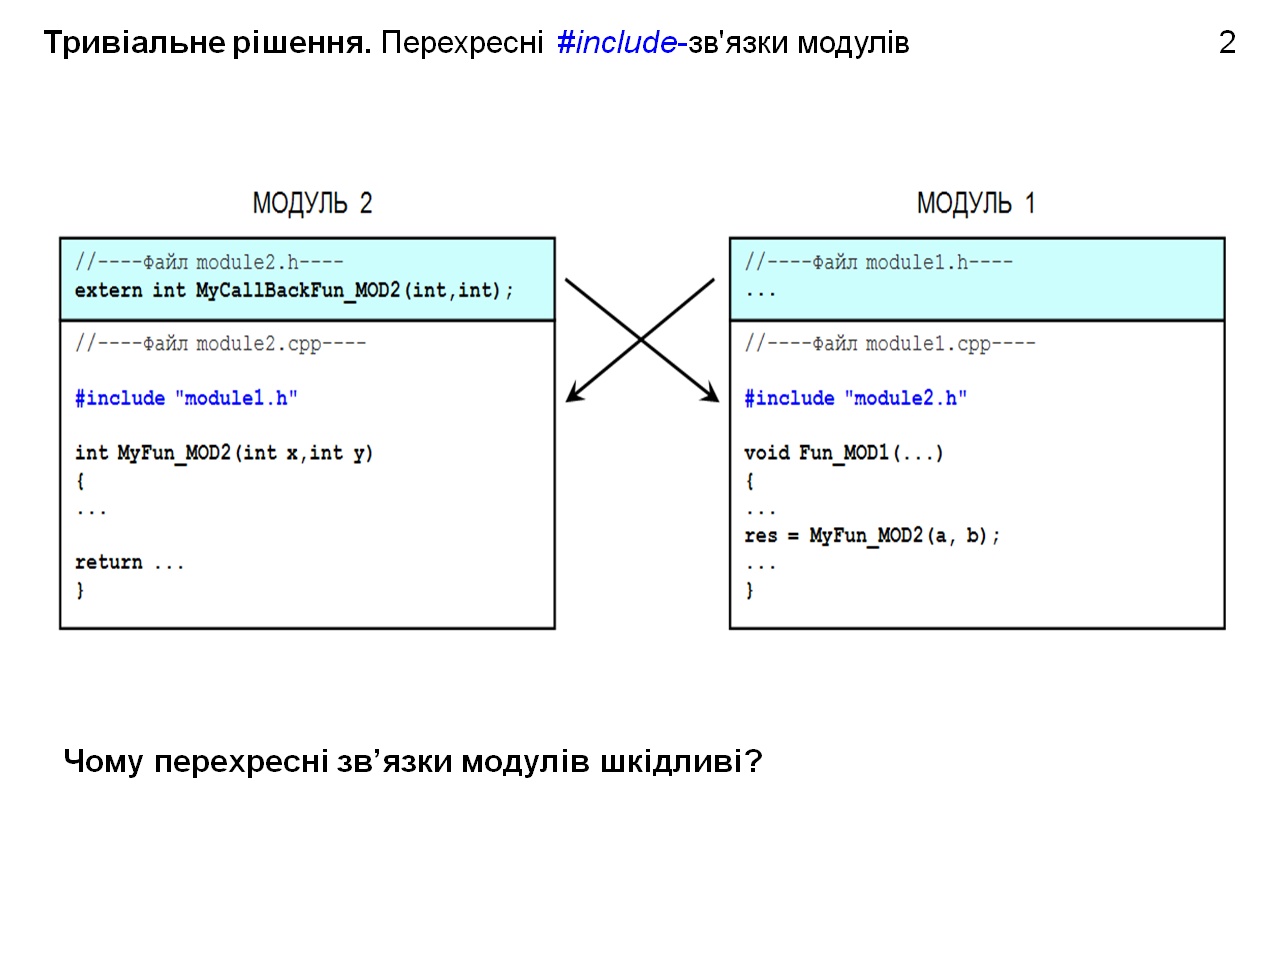 Тривіальне рішення. Перехресні #include-зв'язки модулів 2
МОДУЛЬ 2
//----Файл module2.h----
extern int MyCallBackFun_MOD2(int,int);
//----Файл module2.cpp----
#include "module1.h"
int MyFun_MOD2(int x,int y)
{
...
return ...
}
МОДУЛЬ 1
//----Файл module1.h----
...
//----Файл module1.cpp----
#include "module2.h"
void Fun_MOD1(...)
{
...
res = MyFun_MOD2(a, b);
...
}
Чому перехресні зв’язки модулів шкідливі?